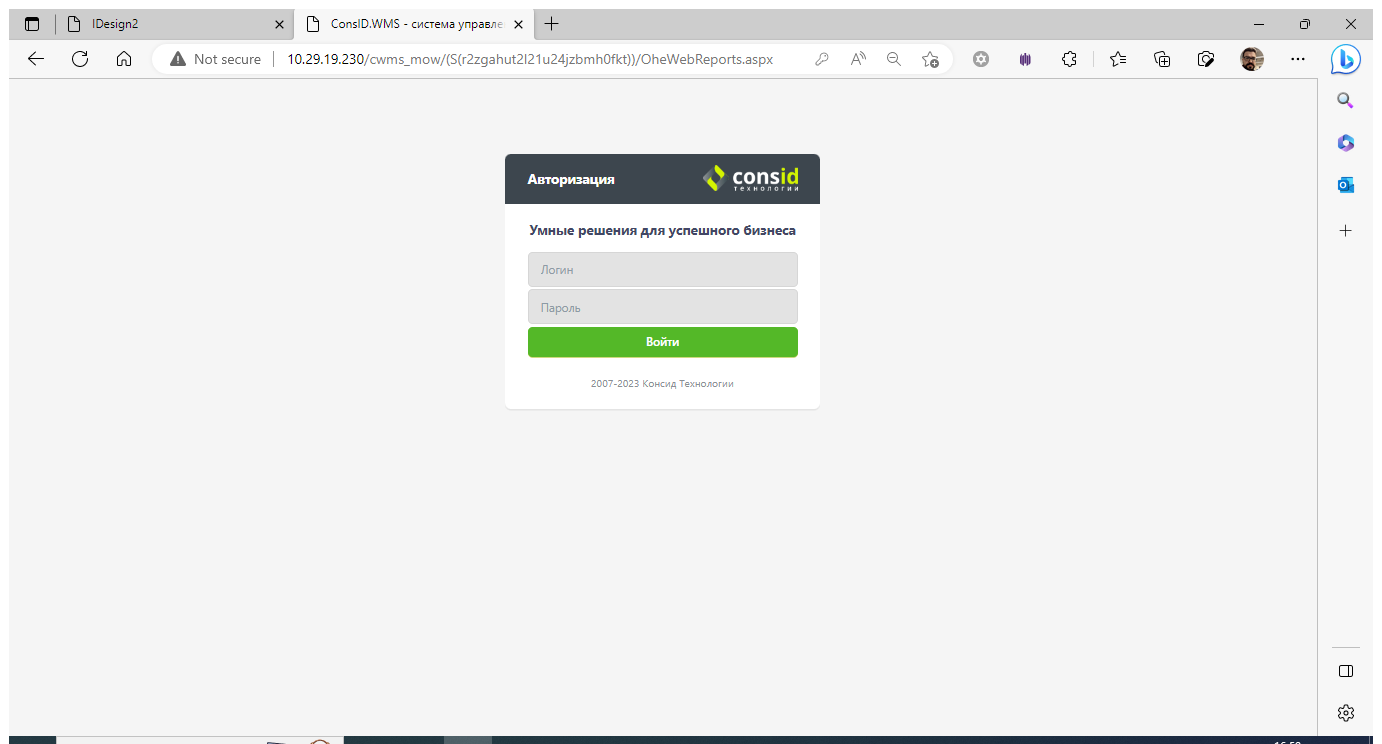 IDesign2
ConsID.WMS - система управле
Not secure
10.29.19.230/cwms_mow/(S(r2zgahut2l21u24jzbmh0fkt))/OheWebReports.aspx
Авторизация
consid
технологии
Умные решения для успешного бизнеса
Логин
Пароль
Войти
2007-2023 Консид Технологии